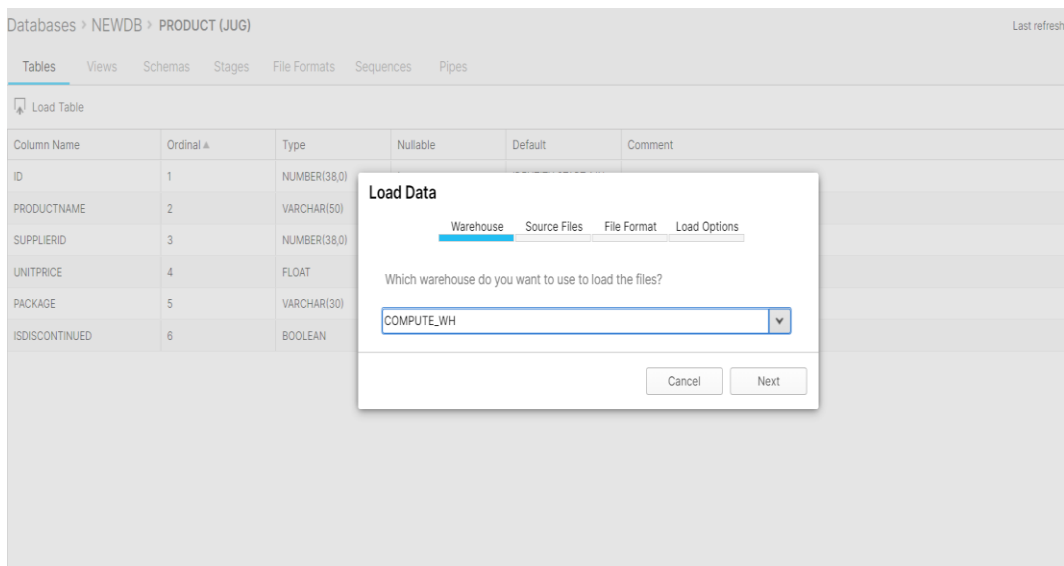 Databases > NEWDB > PRODUCT (JUG) Last refresh
Tables Views Schemas Stages File Formats Sequences Pipes
Load Table
Column Name Ordinal Type Nullable Default Comment
ID 1 NUMBER(38,0)
PRODUCTNAME 2 VARCHAR(50)
SUPPLIERID 3 NUMBER(38,0)
UNITPRICE 4 FLOAT
PACKAGE 5 VARCHAR(30)
ISDISCONTINUED 6 BOOLEAN
Load Data
Warehouse Source Files File Format Load Options
Which warehouse do you want to use to load the files?
COMPUTE_WH
Cancel Next